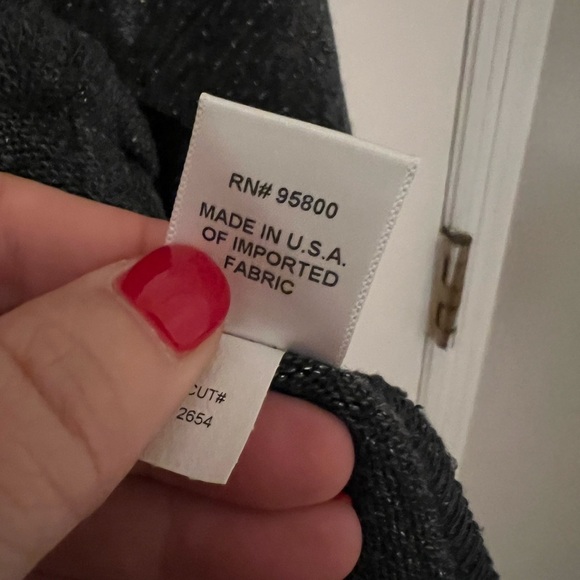 RN# 95800
MADE IN U.S.A.
OF IMPORTED
FABRIC
CUT#
2654